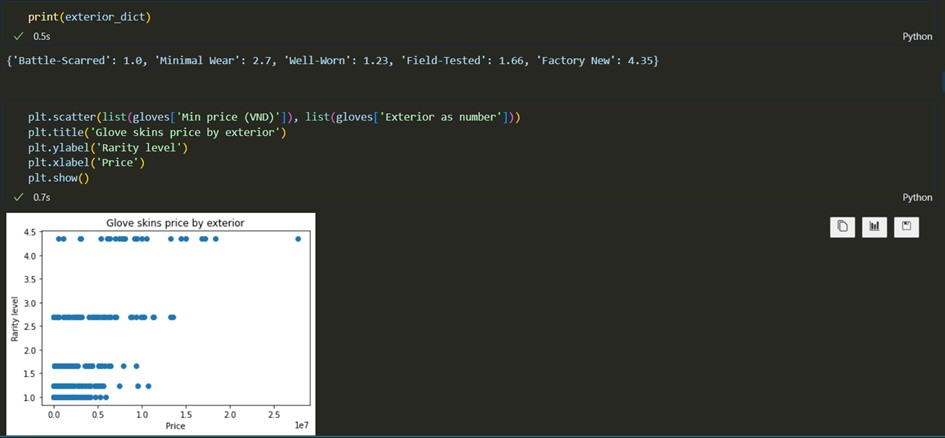 print(exterior_dict)
0.5s
Python
{'Battle-Scarred': 1.0, 'Minimal Wear': 2.7, 'Well-Worn': 1.23, 'Field-Tested': 1.66, 'Factory New': 4.35}
plt.scatter(list(gloves['Min price (VND)']), list(gloves['Exterior as number']))
plt.title('Glove skins price by exterior')
plt.ylabel('Rarity level')
plt.xlabel('Price')
plt.show()
0.7s
Python
Glove skins price by exterior
Rarity level
4.5
4.0
3.5
3.0
2.5
2.0
1.5
1.0
0.0 0.5 1.0 1.5 2.0 2.5
Price
1e7